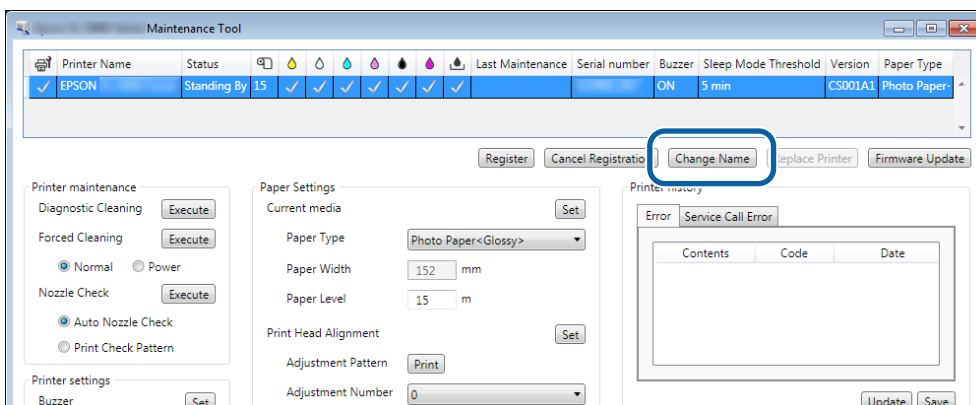 Maintenance Tool
Printer Name Status Last Maintenance Serial number Buzzer Sleep Mode Threshold Version Paper Type
EPSON Standing By 15 ON 5 min CS001A1 Photo Paper-
Register Cancel Registration Change Name Replace Printer Firmware Update
Printer maintenance
Diagnostic Cleaning Execute
Forced Cleaning Execute
Normal Power
Nozzle Check Execute
Auto Nozzle Check
Print Check Pattern
Printer settings
Buzzer Set
Paper Settings
Current media Set
Paper Type Photo Paper<Glossy>
Paper Width 152 mm
Paper Level 15 m
Print Head Alignment Set
Adjustment Pattern Print
Adjustment Number 0
Printer history
Error Service Call Error
Contents Code Date
Update Save